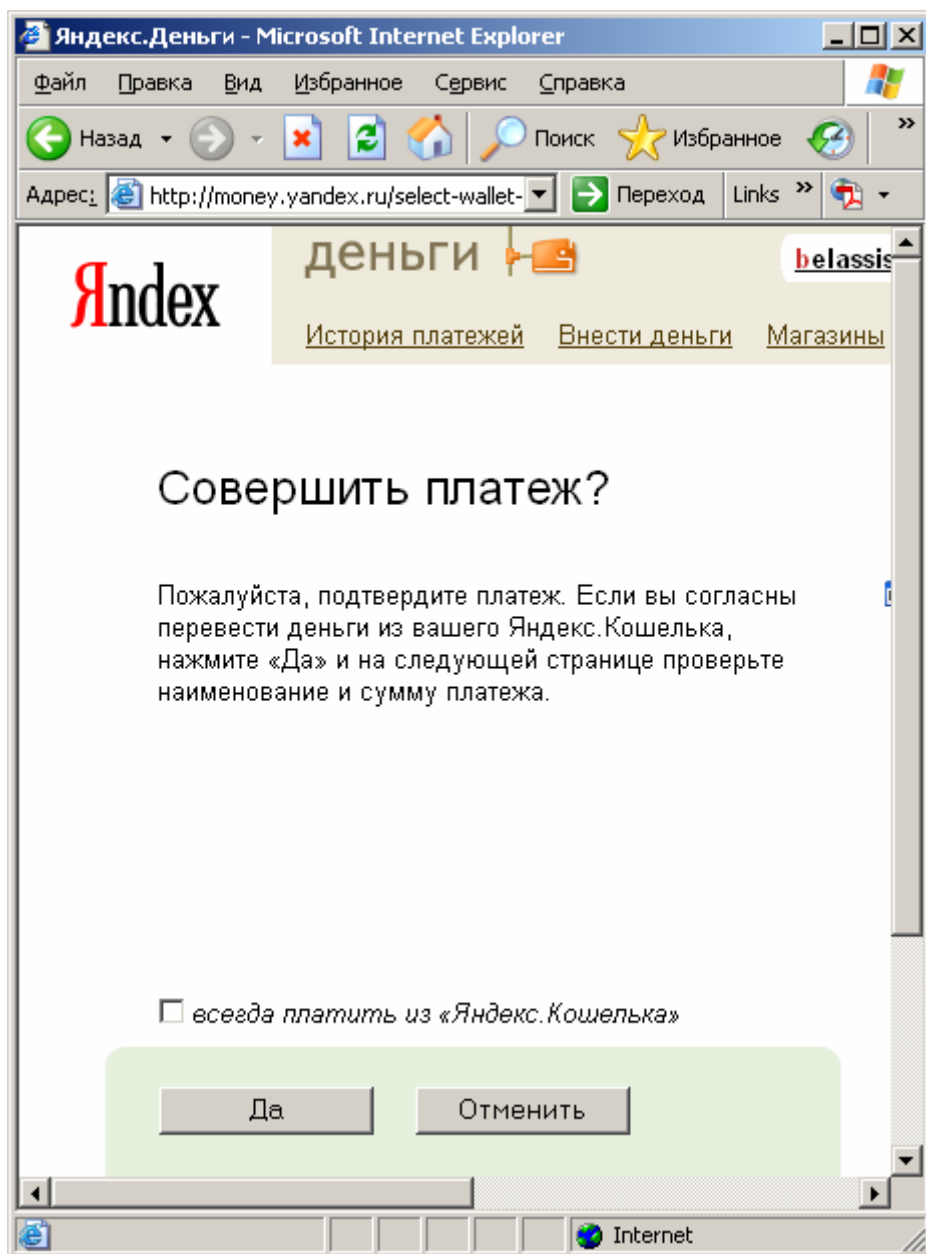 Яндекс.Деньги - Microsoft Internet Explorer
Файл Правка Вид Избранное Сервис Справка
Назад Поиск Избранное »
Адрес: http://money.yandex.ru/select-wallet- Переход Links »
деньги
Яndex
belassis
История платежей Внести деньги Магазины
Совершить платеж?
Пожалуйста, подтвердите платеж. Если вы согласны
перевести деньги из вашего Яндекс.Кошелька,
нажмите «Да» и на следующей странице проверьте
наименование и сумму платежа.
всегда платить из «Яндекс.Кошелька»
Да Отменить
Internet